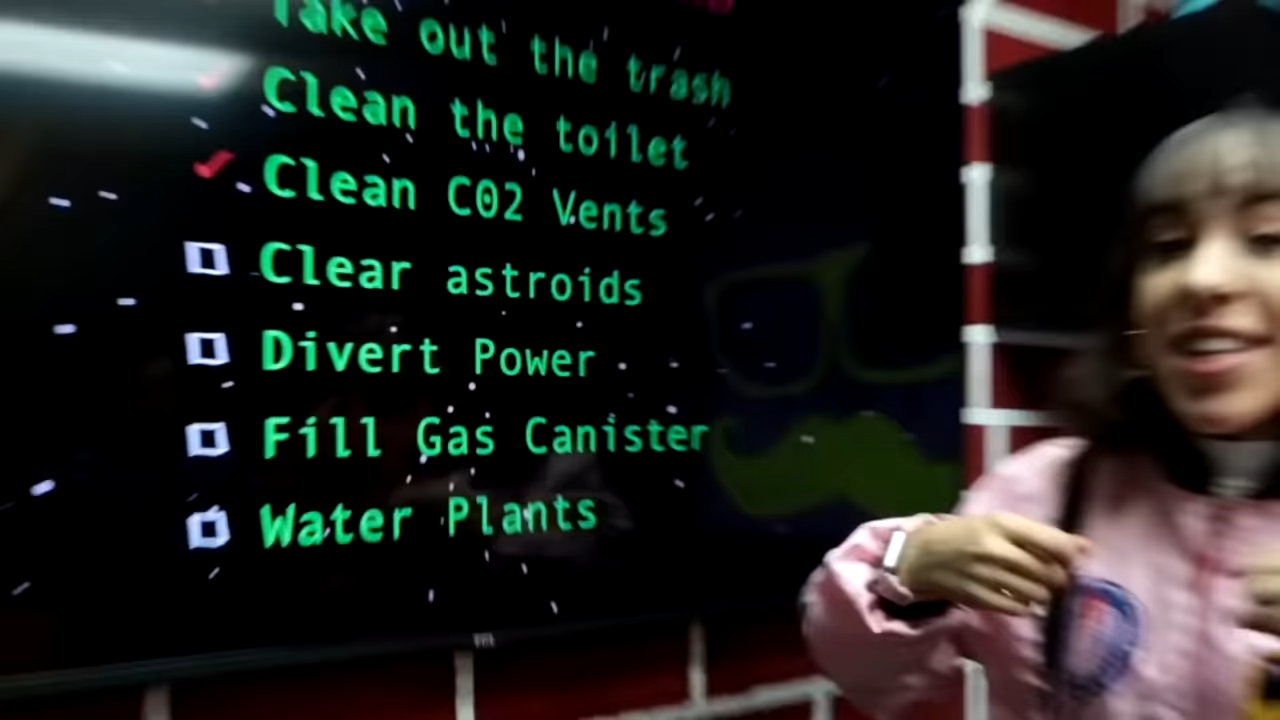 Take out the trash
Clean the toilet
Clean C02 Vents
Clear astroids
Divert Power
Fill Gas Canister
Water Plants